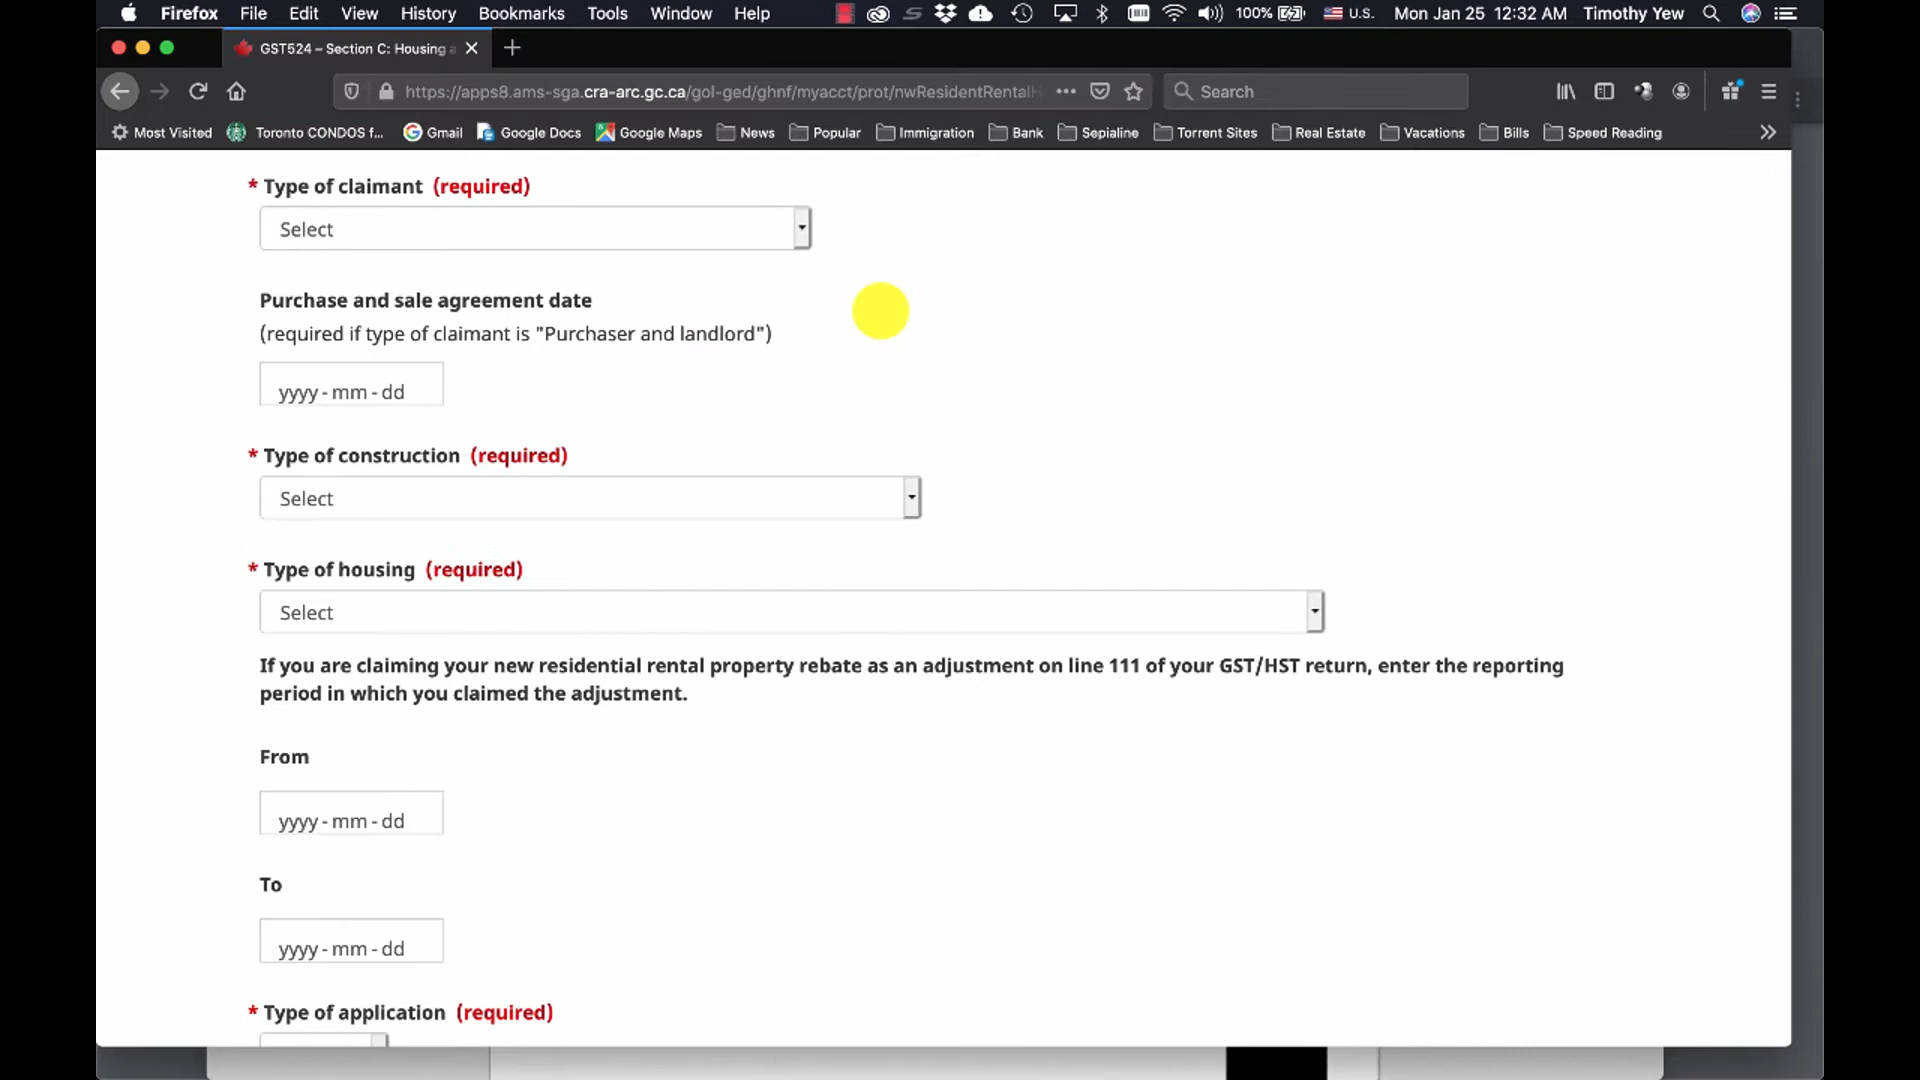 Firefox File Edit View History Bookmarks Tools Window Help 100% U.S. Mon Jan 25 12:32 AM Timothy Yew
GST524 – Section C: Housing a
https://apps8.ams-sga.cra-arc.gc.ca/gol-ged/ghnf/myacct/prot/nwResidentRentalH Search
Most Visited Toronto CONDOS f... Gmail Google Docs Google Maps News Popular Immigration Bank Sepialine Torrent Sites Real Estate Vacations Bills Speed Reading
* Type of claimant (required)
Select
Purchase and sale agreement date
(required if type of claimant is "Purchaser and landlord")
yyyy - mm - dd
* Type of construction (required)
Select
* Type of housing (required)
Select
If you are claiming your new residential rental property rebate as an adjustment on line 111 of your GST/HST return, enter the reporting
period in which you claimed the adjustment.
From
yyyy - mm - dd
To
yyyy - mm - dd
* Type of application (required)